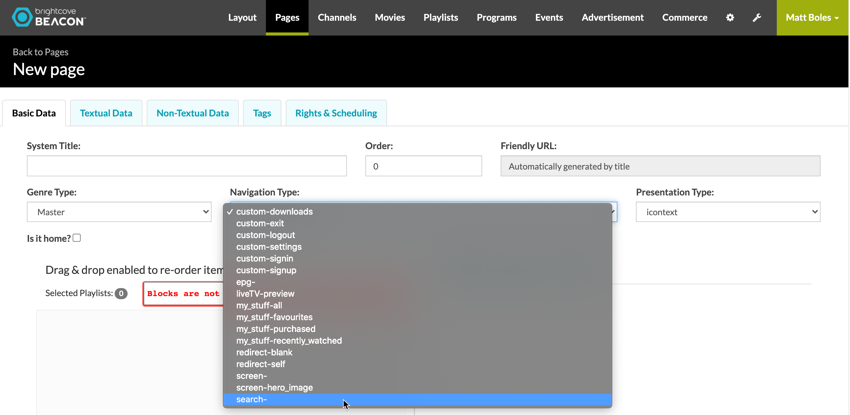 brightcove
BEACON
Layout Pages Channels Movies Playlists Programs Events Advertisement Commerce Matt Boles
Back to Pages
New page
Basic Data Textual Data Non-Textual Data Tags Rights & Scheduling
System Title: Order: Friendly URL:
0 Automatically generated by title
Genre Type: Navigation Type: Presentation Type:
Master icontext
✓ custom-downloads
custom-exit
custom-logout
custom-settings
custom-signin
custom-signup
epg-
liveTV-preview
my_stuff-all
my_stuff-favourites
my_stuff-purchased
my_stuff-recently_watched
redirect-blank
redirect-self
screen-
screen-hero_image
search-
Is it home?
Drag & drop enabled to re-order item
Selected Playlists: 0 Blocks are not